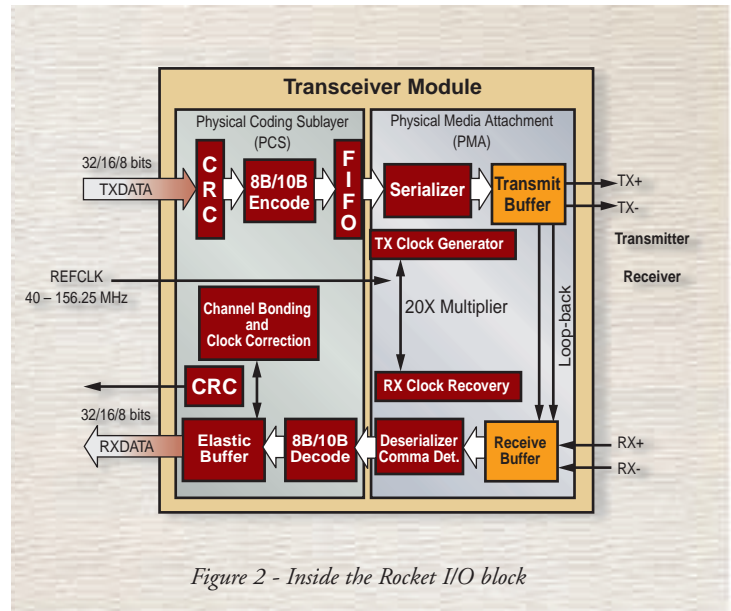 Transceiver Module
Physical Coding Sublayer
(PCS)
Physical Media Attachment
(PMA)
32/16/8 bits
TXDATA
CRC
8B/10B
Encode
FIFO
Serializer
Transmit
Buffer
TX+
TX-
TX Clock Generator
Transmitter
REFCLK
40 – 156.25 MHz
Receiver
20X Multiplier
Loop-back
Channel Bonding
and
Clock Correction
CRC
RX Clock Recovery
32/16/8 bits
RXDATA
Elastic
Buffer
8B/10B
Decode
Deserializer
Comma Det.
Receive
Buffer
RX+
RX-
Figure 2 - Inside the Rocket I/O block